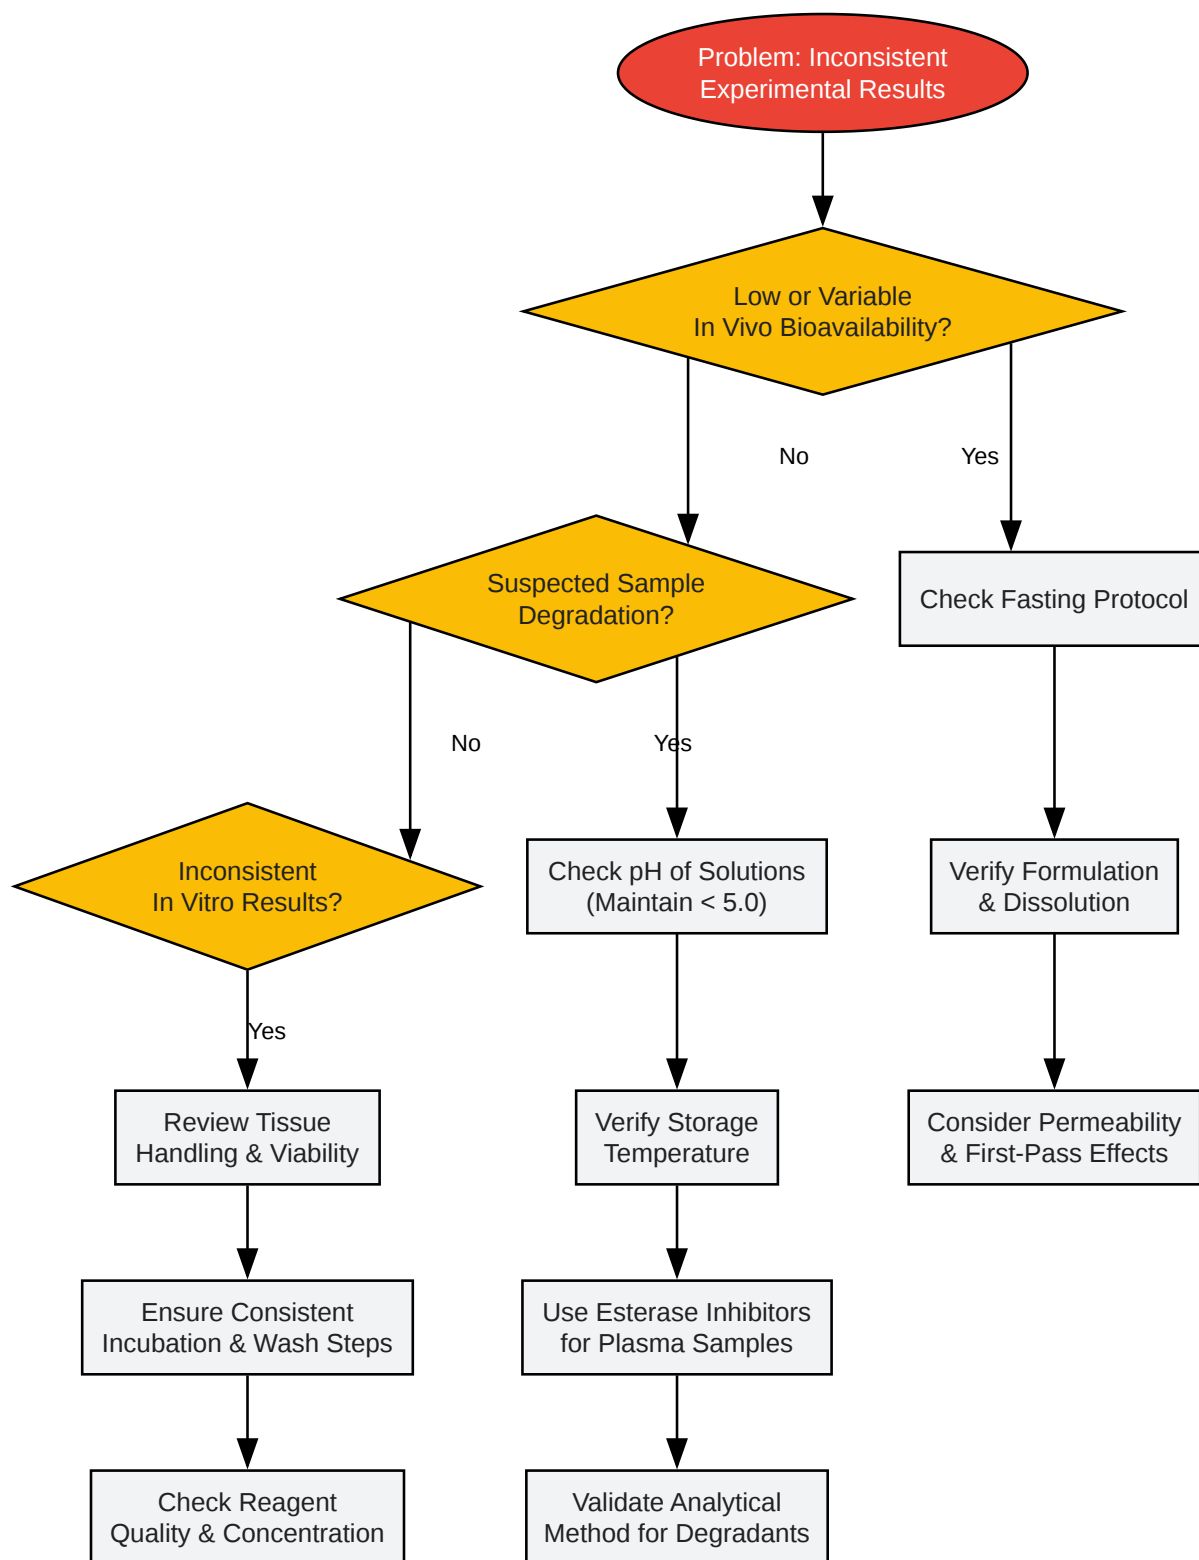 Problem: Inconsistent
Experimental Results
Low or Variable
In Vivo Bioavailability?
No
Yes
Suspected Sample
Degradation?
Check Fasting Protocol
No
Yes
Inconsistent
In Vitro Results?
Check pH of Solutions
(Maintain < 5.0)
Verify Formulation
& Dissolution
Yes
Review Tissue
Handling & Viability
Verify Storage
Temperature
Consider Permeability
& First-Pass Effects
Ensure Consistent
Incubation & Wash Steps
Use Esterase Inhibitors
for Plasma Samples
Check Reagent
Quality & Concentration
Validate Analytical
Method for Degradants